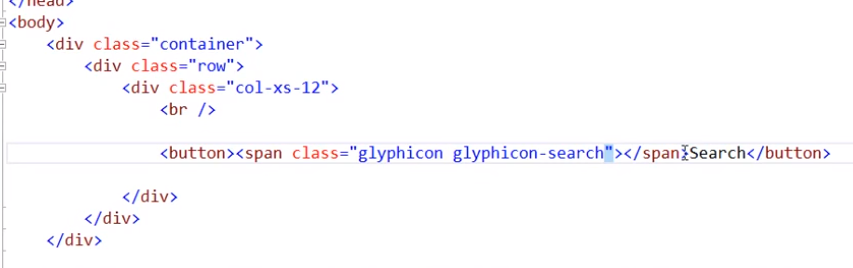 </head>
<body>
<div class="container">
<div class="row">
<div class="col-xs-12">
<br />
<button><span class="glyphicon glyphicon-search"></span>Search</button>
</div>
</div>
</div>